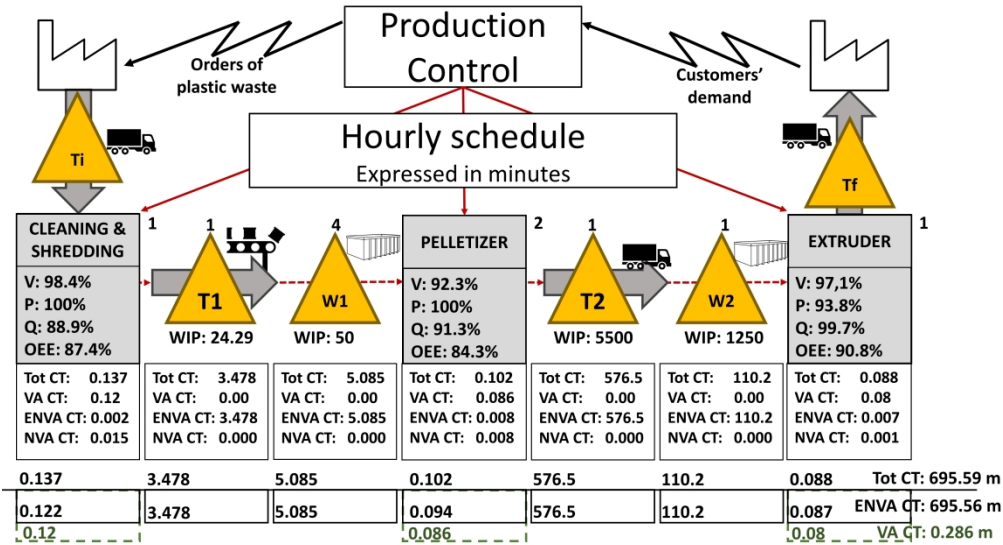 Production
Control
Orders of
plastic waste
Customers'
demand
Hourly schedule
Expressed in minutes
Ti
Tf
CLEANING &
SHREDDING
1
V: 98.4%
P: 100%
Q: 88.9%
OEE: 87.4%
1
T1
WIP: 24.29
4
W1
WIP: 50
PELLETIZER
2
V: 92.3%
P: 100%
Q: 91.3%
OEE: 84.3%
1
T2
WIP: 5500
1
W2
WIP: 1250
EXTRUDER
1
V: 97,1%
P: 93.8%
Q: 99.7%
OEE: 90.8%
Tot CT: 0.137
VA CT: 0.12
ENVA CT: 0.002
NVA CT: 0.015
Tot CT: 3.478
VA CT: 0.00
ENVA CT: 3.478
NVA CT: 0.000
Tot CT: 5.085
VA CT: 0.00
ENVA CT: 5.085
NVA CT: 0.000
Tot CT: 0.102
VA CT: 0.086
ENVA CT: 0.008
NVA CT: 0.008
Tot CT: 576.5
VA CT: 0.00
ENVA CT: 576.5
NVA CT: 0.000
Tot CT: 110.2
VA CT: 0.00
ENVA CT: 110.2
NVA CT: 0.000
Tot CT: 0.088
VA CT: 0.08
ENVA CT: 0.007
NVA CT: 0.001
0.137 3.478 5.085 0.102 576.5 110.2 0.088 Tot CT: 695.59 m
0.122 3.478 5.085 0.094 576.5 110.2 0.087 ENVA CT: 695.56 m
0.12 0.086 0.08 VA CT: 0.286 m